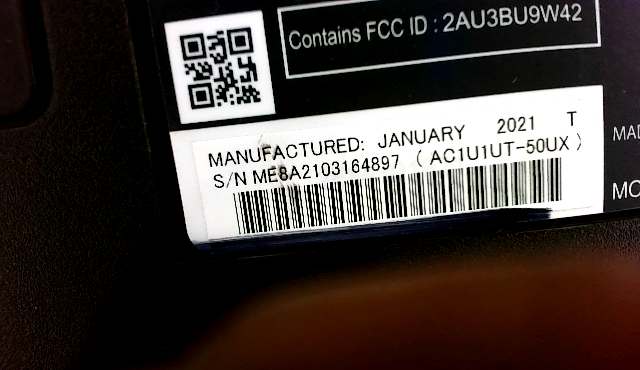 Contains FCC ID : 2AU3BU9W42
MANUFACTURED: JANUARY 2021 T
S/N ME8A2103164897 ( AC1U1UT-50UX )